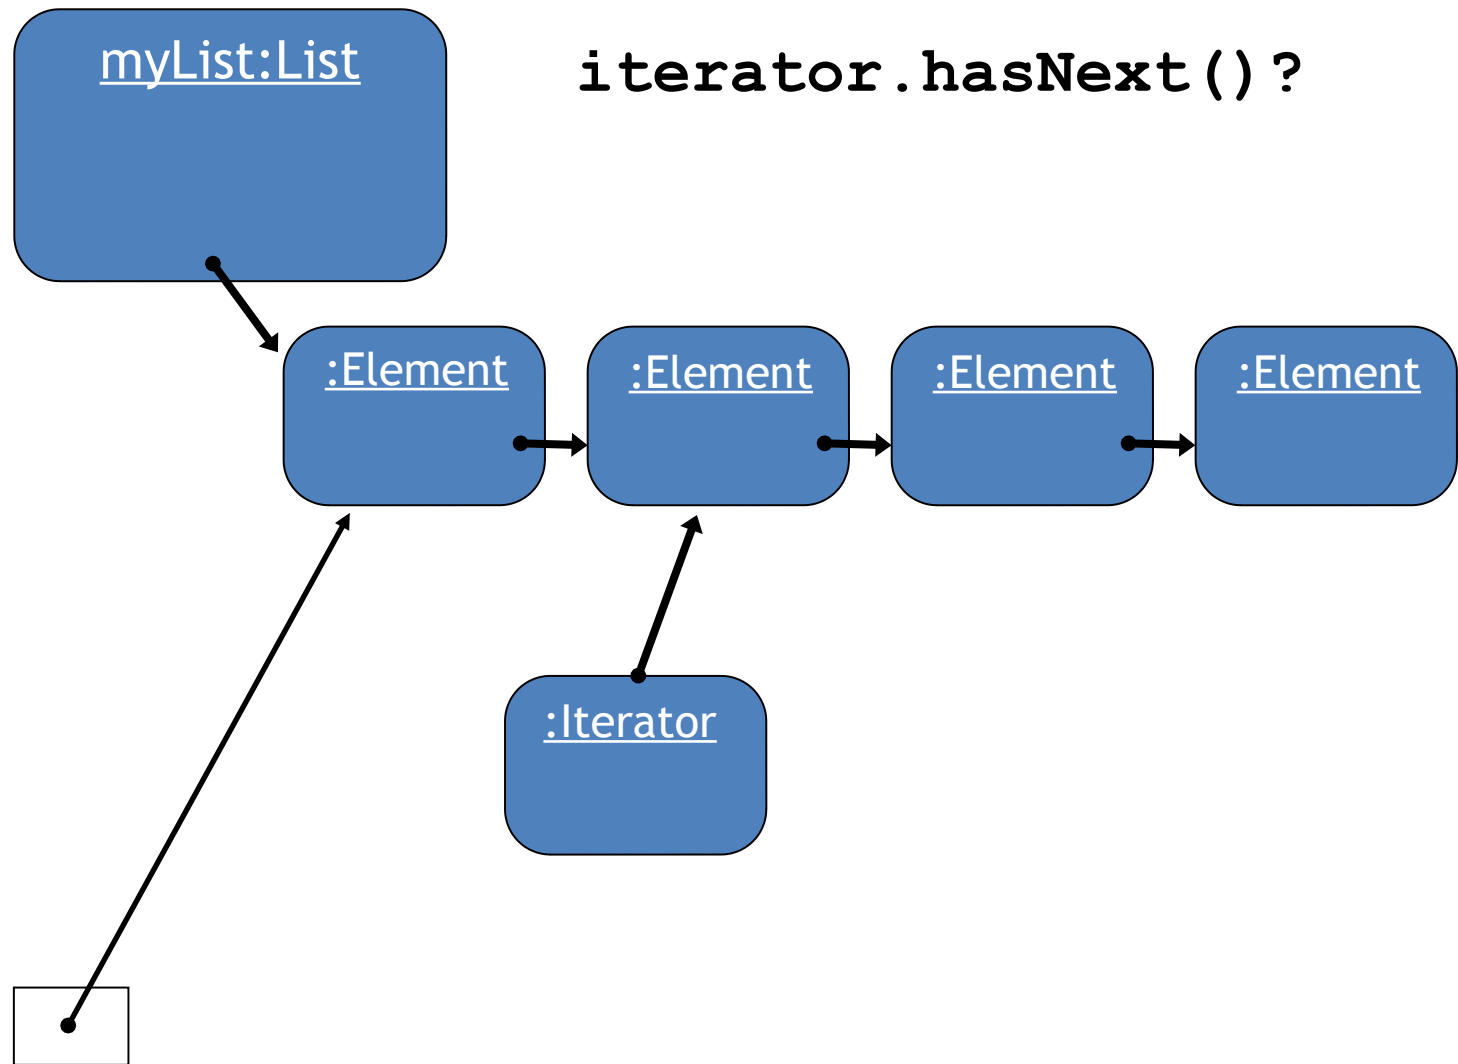 myList:List
iterator.hasNext()?
:Element
:Element
:Element
:Element
:Iterator